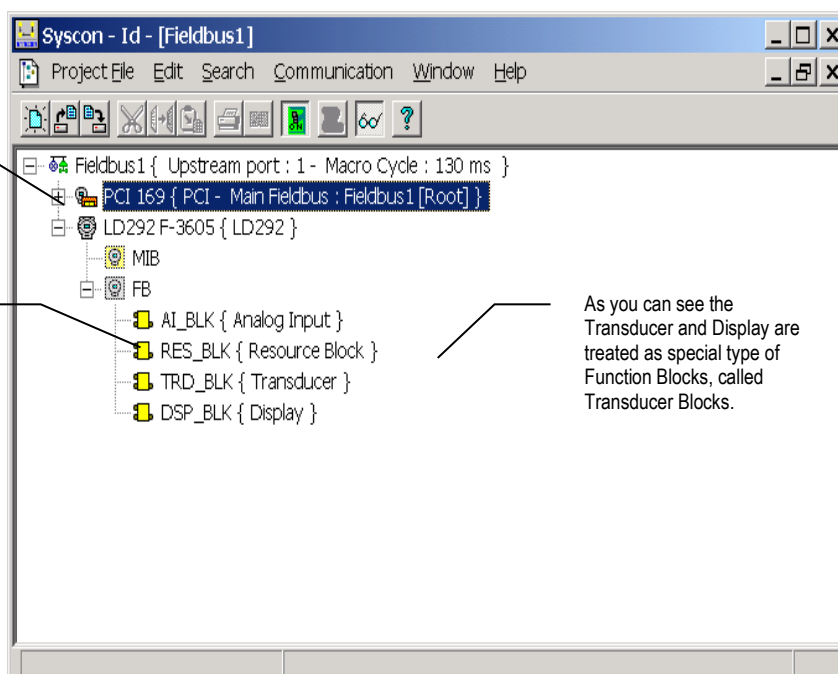 Syscon - Id - [Fieldbus1]
Project File Edit Search Communication Window Help
Fieldbus1 { Upstream port : 1 - Macro Cycle : 130 ms }
PCI 169 { PCI - Main Fieldbus : Fieldbus1 [Root] }
LD292 F-3605 { LD292 }
MIB
FB
AI_BLK { Analog Input }
RES_BLK { Resource Block }
TRD_BLK { Transducer }
DSP_BLK { Display }
As you can see the
Transducer and Display are
treated as special type of
Function Blocks, called
Transducer Blocks.